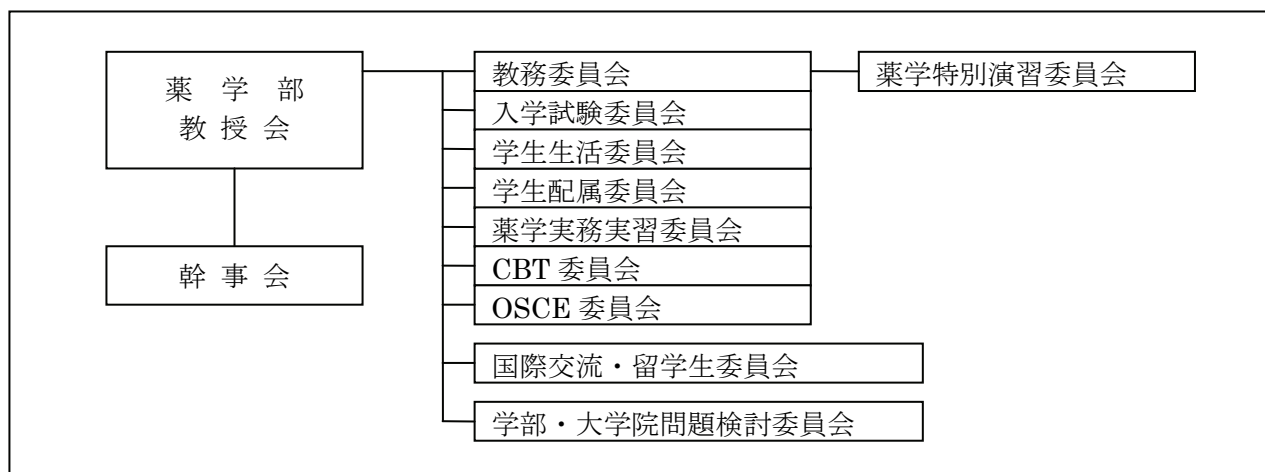 薬 学 部
教 授 会
幹 事 会
教務委員会
薬学特別演習委員会
入学試験委員会
学生生活委員会
学生配属委員会
薬学実務実習委員会
CBT 委員会
OSCE 委員会
国際交流・留学生委員会
学部・大学院問題検討委員会